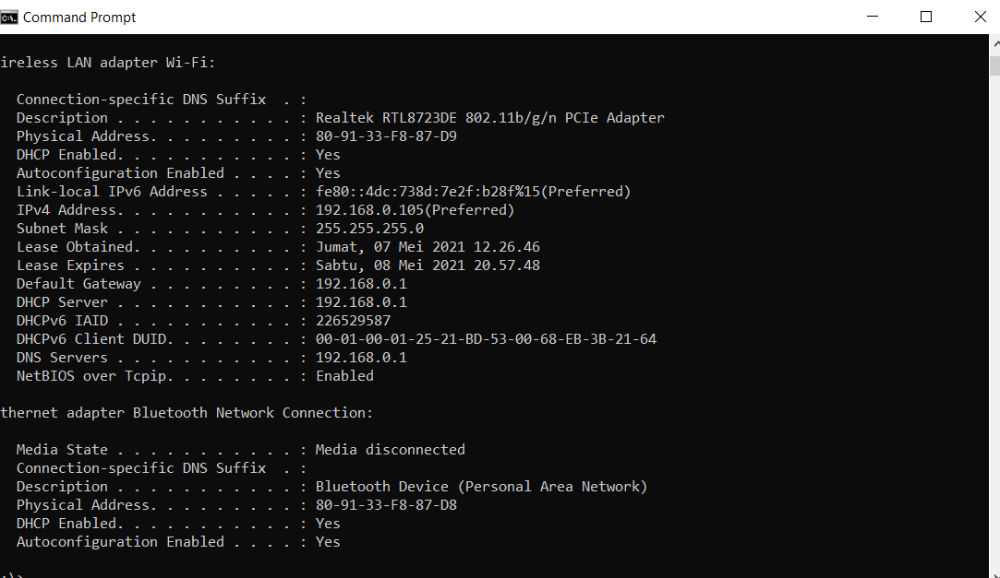 Command Prompt
ireless LAN adapter Wi-Fi:
Connection-specific DNS Suffix  . :
Description . . . . . . . . . . . : Realtek RTL8723DE 802.11b/g/n PCIe Adapter
Physical Address. . . . . . . . . : 80-91-33-F8-87-D9
DHCP Enabled. . . . . . . . . . . : Yes
Autoconfiguration Enabled . . . . : Yes
Link-local IPv6 Address . . . . . : fe80::4dc:738d:7e2f:b28f%15(Preferred)
IPv4 Address. . . . . . . . . . . : 192.168.0.105(Preferred)
Subnet Mask . . . . . . . . . . . : 255.255.255.0
Lease Obtained. . . . . . . . . . : Jumat, 07 Mei 2021 12.26.46
Lease Expires . . . . . . . . . . : Sabtu, 08 Mei 2021 20.57.48
Default Gateway . . . . . . . . . : 192.168.0.1
DHCP Server . . . . . . . . . . . : 192.168.0.1
DHCPv6 IAID . . . . . . . . . . . : 226529587
DHCPv6 Client DUID. . . . . . . . : 00-01-00-01-25-21-BD-53-00-68-EB-3B-21-64
DNS Servers . . . . . . . . . . . : 192.168.0.1
NetBIOS over Tcpip. . . . . . . . : Enabled
thernet adapter Bluetooth Network Connection:
Media State . . . . . . . . . . . : Media disconnected
Connection-specific DNS Suffix  . :
Description . . . . . . . . . . . : Bluetooth Device (Personal Area Network)
Physical Address. . . . . . . . . : 80-91-33-F8-87-D8
DHCP Enabled. . . . . . . . . . . : Yes
Autoconfiguration Enabled . . . . : Yes